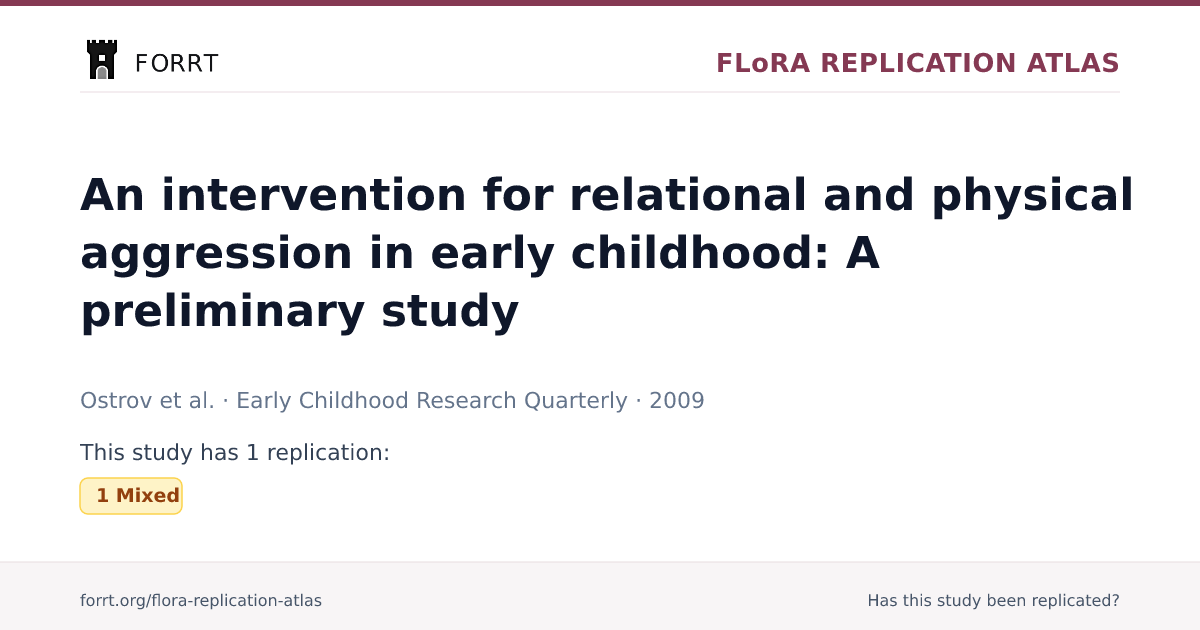 FORRT
FLoRA REPLICATION ATLAS
An intervention for relational and physical
aggression in early childhood: A
preliminary study
Ostrov et al. · Early Childhood Research Quarterly · 2009
This study has 1 replication:
1 Mixed
forrt.org/flora-replication-atlas
Has this study been replicated?